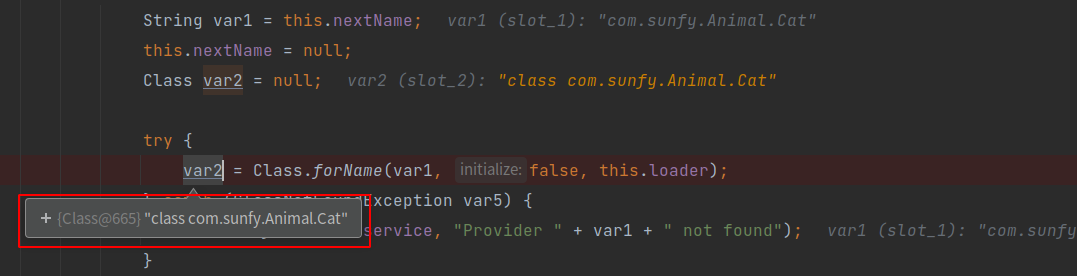 String var1 = this.nextName; var1 (slot_1): "com.sunfy.Animal.Cat"
this.nextName = null;
Class var2 = null; var2 (slot_2): "class com.sunfy.Animal.Cat"
try {
var2 = Class.forName(var1, initialize: false, this.loader);
Exception var5) {
+ {Class@665} "class com.sunfy.Animal.Cat"
service, "Provider " + var1 + " not found"); var1 (slot_1): "com.sunfy
}